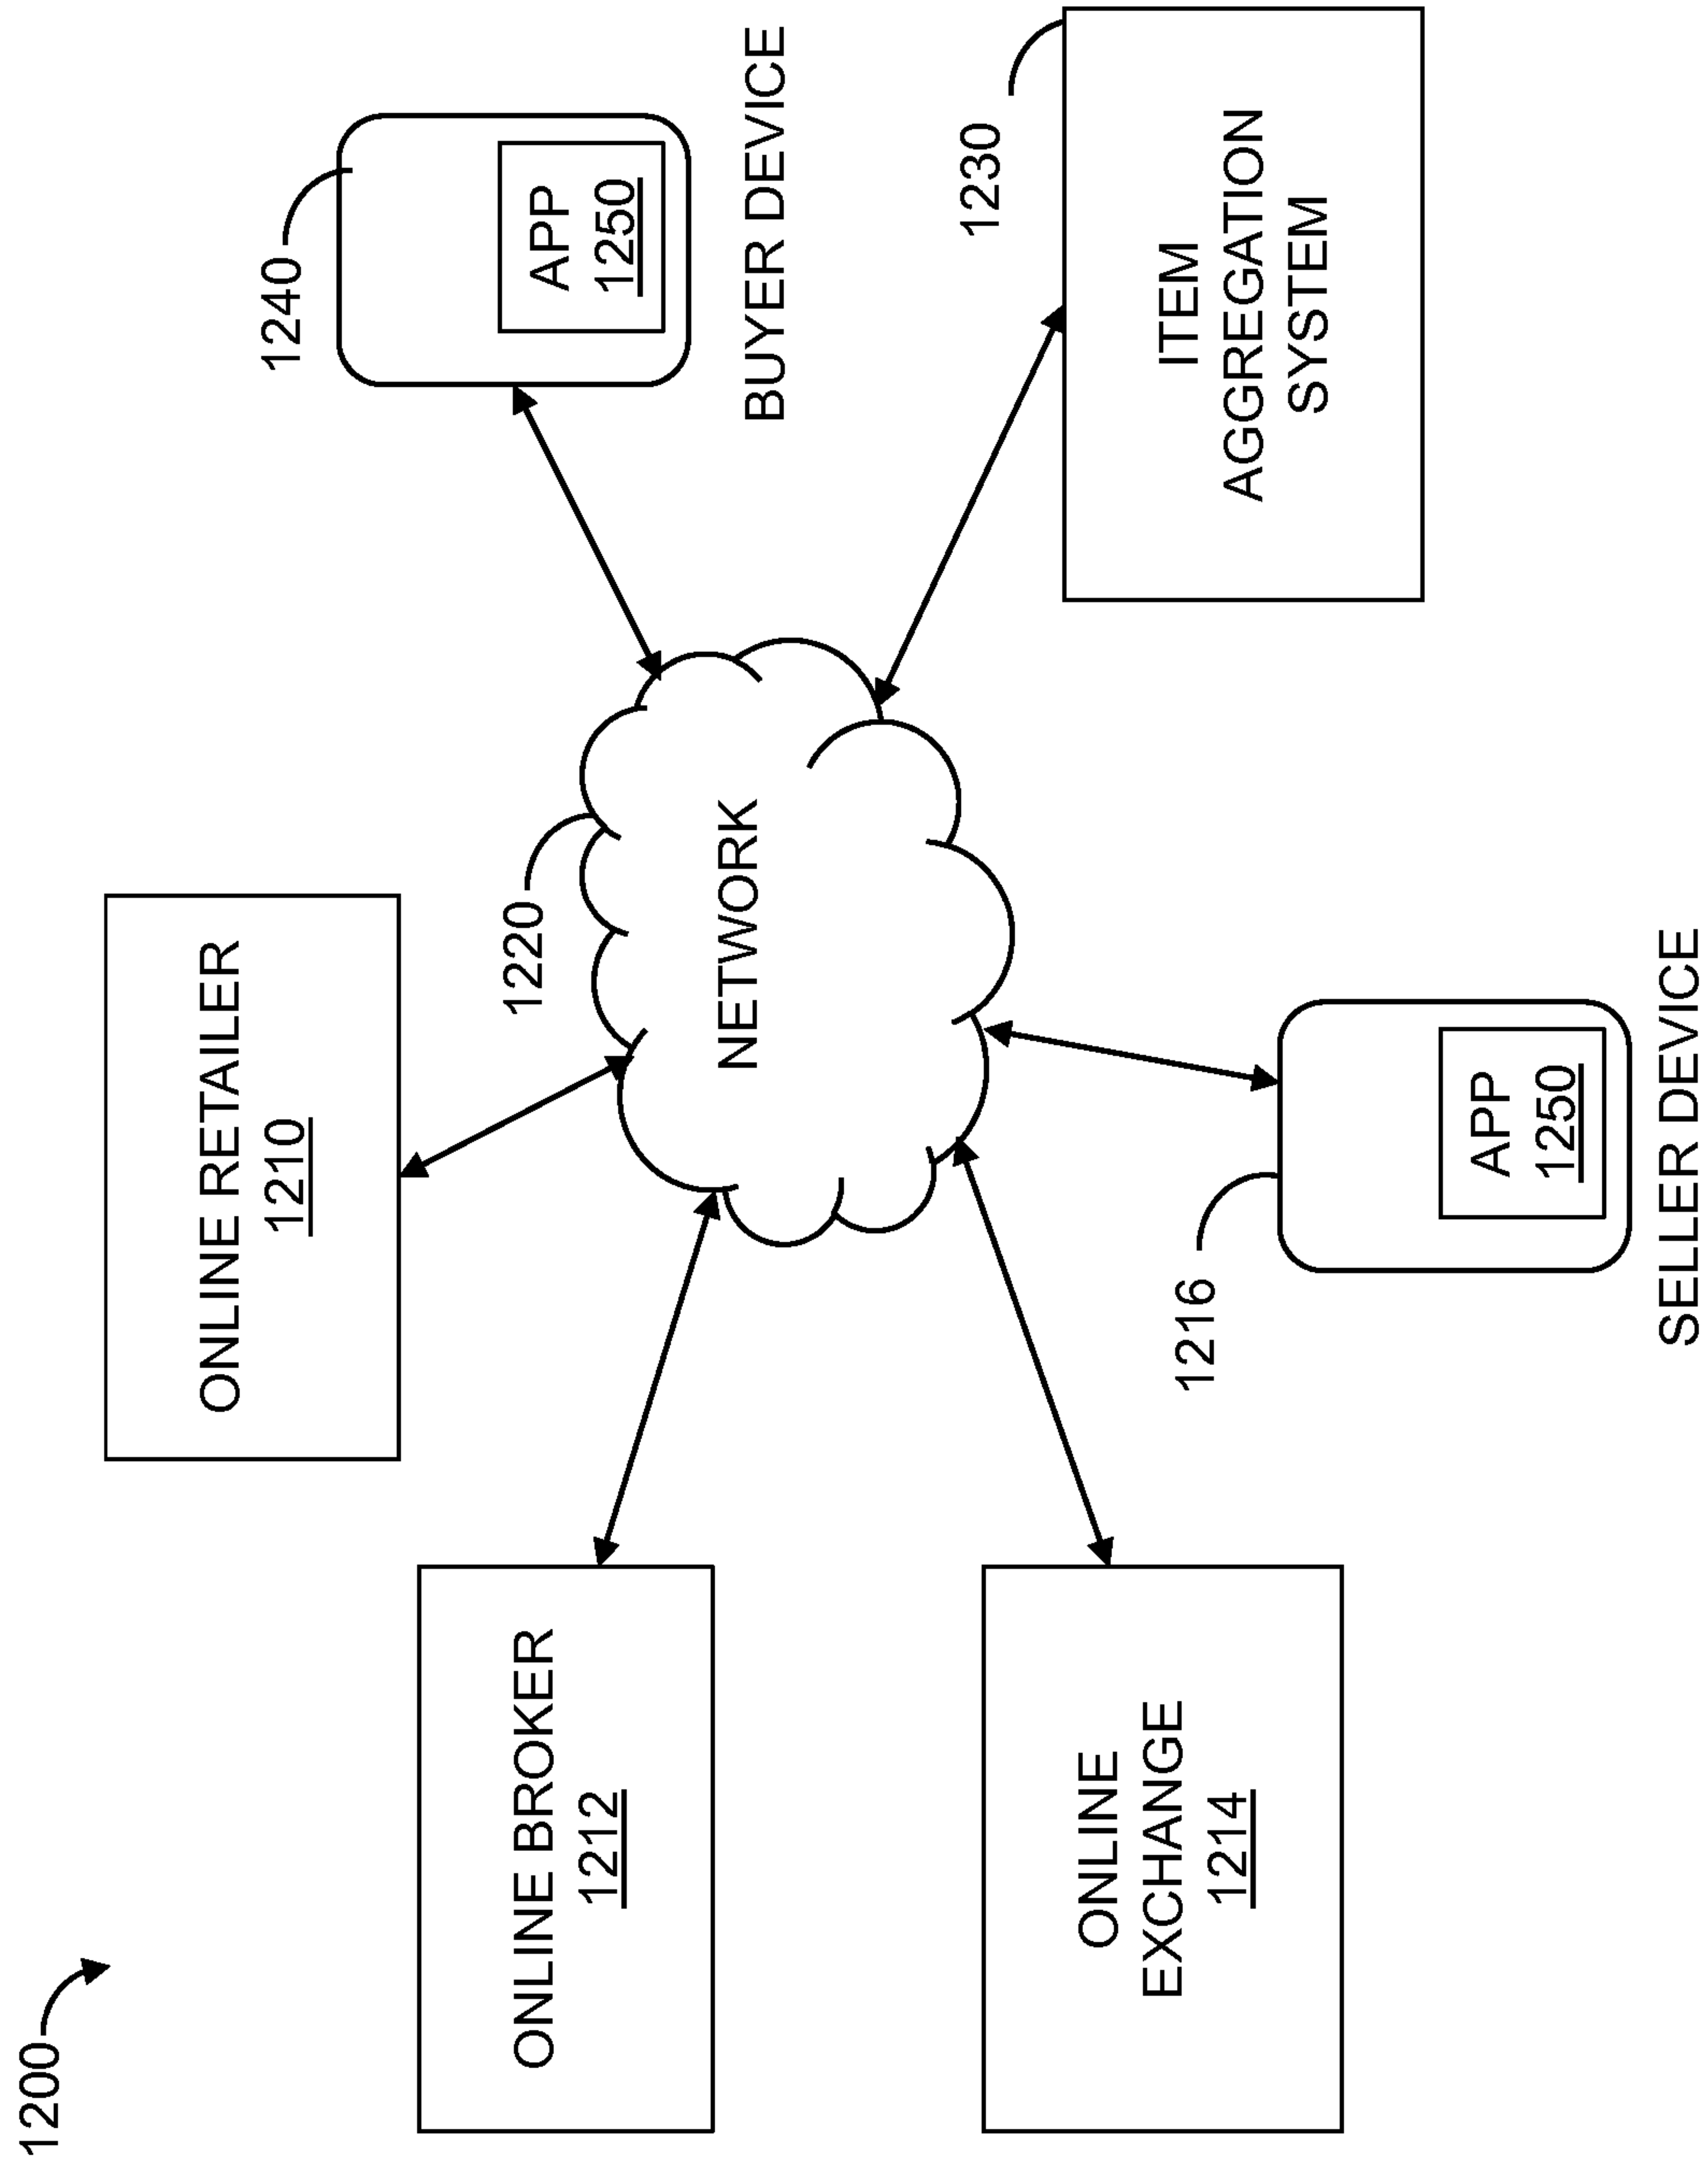 1200
ONLINE RETAILER
1210
ONLINE BROKER
1212
ONLINE
EXCHANGE
1214
1220
NETWORK
1240
APP
1250
BUYER DEVICE
1230
ITEM
AGGREGATION
SYSTEM
1216
APP
1250
SELLER DEVICE